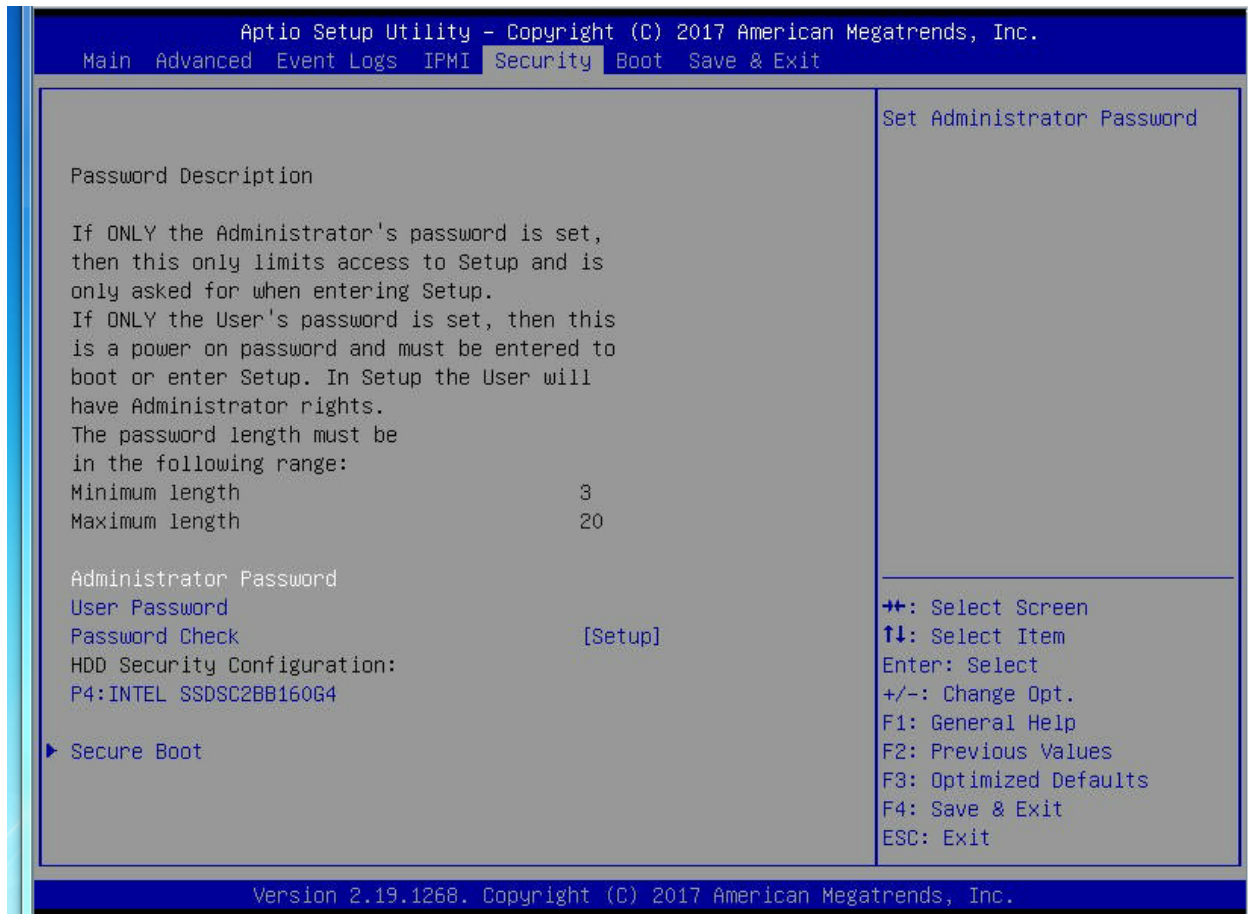 Aptio Setup Utility – Copyright (C) 2017 American Megatrends, Inc.
Main Advanced Event Logs IPMI Security Boot Save & Exit
Password Description
If ONLY the Administrator's password is set,
then this only limits access to Setup and is
only asked for when entering Setup.
If ONLY the User's password is set, then this
is a power on password and must be entered to
boot or enter Setup. In Setup the User will
have Administrator rights.
The password length must be
in the following range:
Minimum length 3
Maximum length 20
Administrator Password
User Password
Password Check [Setup]
HDD Security Configuration:
P4:INTEL SSDSC2BB160G4
Secure Boot
Set Administrator Password
→←: Select Screen
↑↓: Select Item
Enter: Select
+/-: Change Opt.
F1: General Help
F2: Previous Values
F3: Optimized Defaults
F4: Save & Exit
ESC: Exit
Version 2.19.1268. Copyright (C) 2017 American Megatrends, Inc.